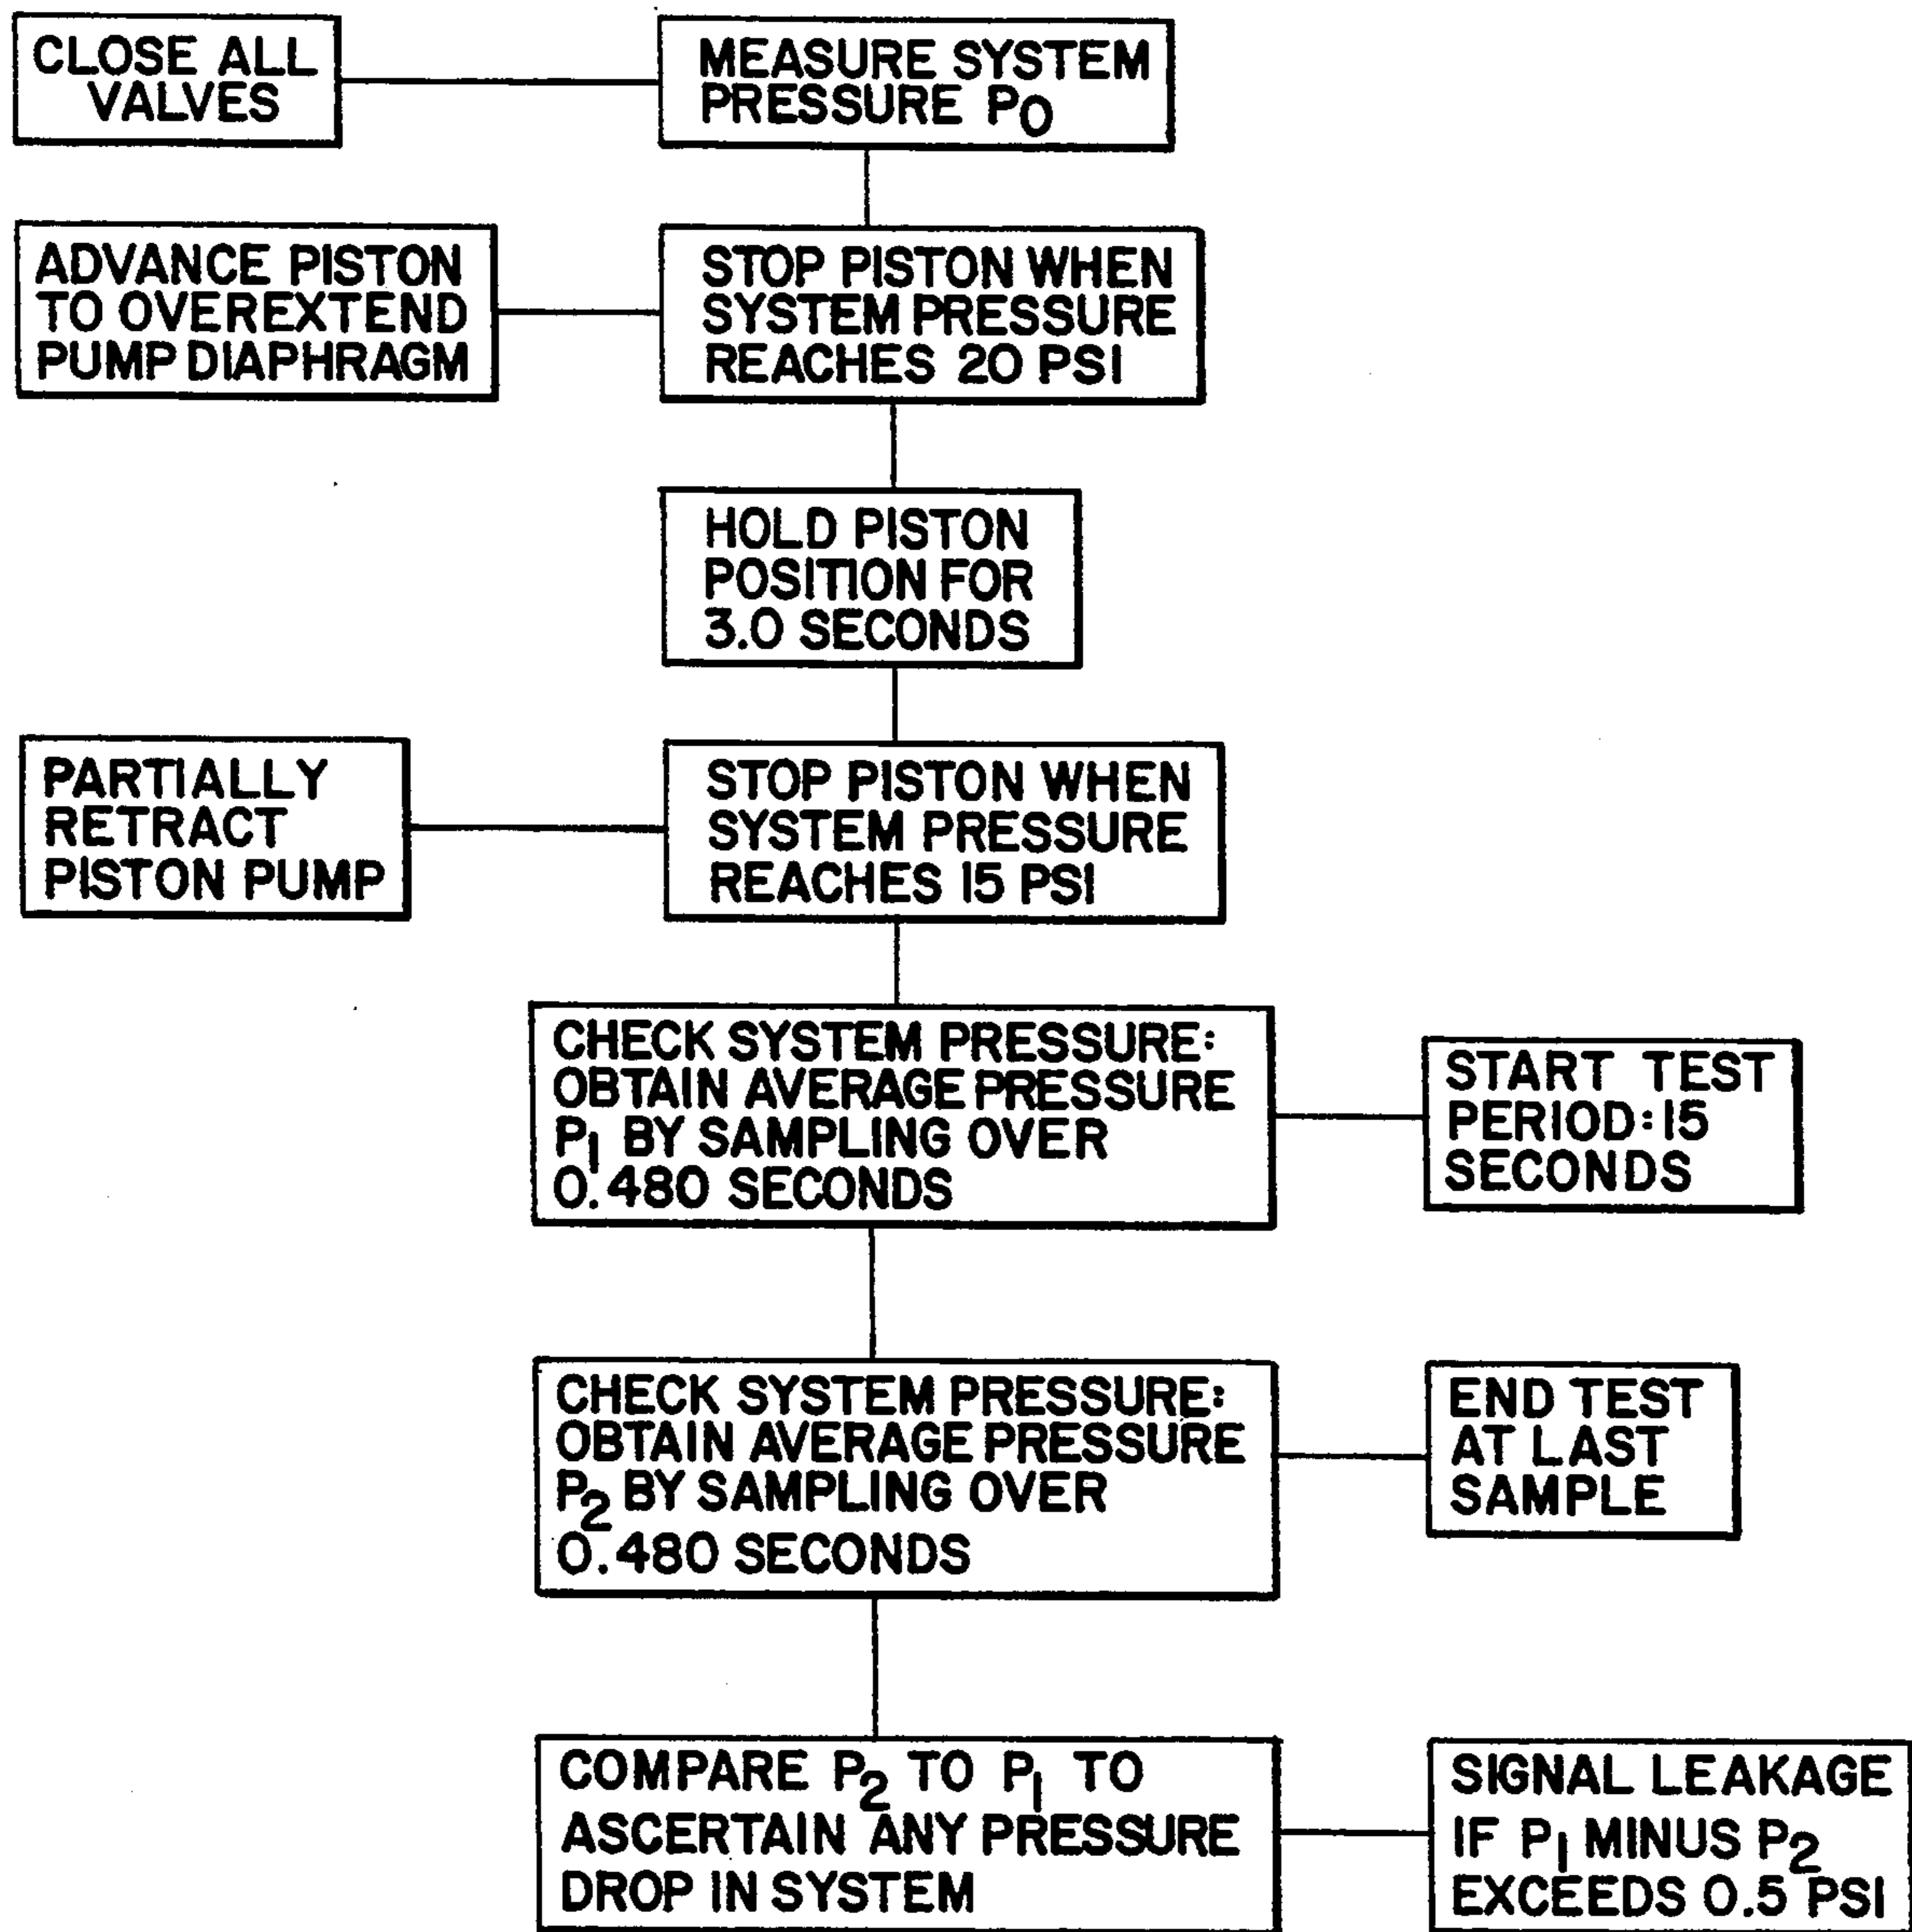 CLOSE ALL
VALVES
MEASURE SYSTEM
PRESSURE P0
ADVANCE PISTON
TO OVEREXTEND
PUMP DIAPHRAGM
STOP PISTON WHEN
SYSTEM PRESSURE
REACHES 20 PSI
HOLD PISTON
POSITION FOR
3.0 SECONDS
PARTIALLY
RETRACT
PISTON PUMP
STOP PISTON WHEN
SYSTEM PRESSURE
REACHES 15 PSI
CHECK SYSTEM PRESSURE:
OBTAIN AVERAGE PRESSURE
P1 BY SAMPLING OVER
0.480 SECONDS
START TEST
PERIOD:15
SECONDS
CHECK SYSTEM PRESSURE:
OBTAIN AVERAGE PRESSURE
P2 BY SAMPLING OVER
0.480 SECONDS
END TEST
AT LAST
SAMPLE
COMPARE P2 TO P1 TO
ASCERTAIN ANY PRESSURE
DROP IN SYSTEM
SIGNAL LEAKAGE
IF P1 MINUS P2
EXCEEDS 0.5 PSI